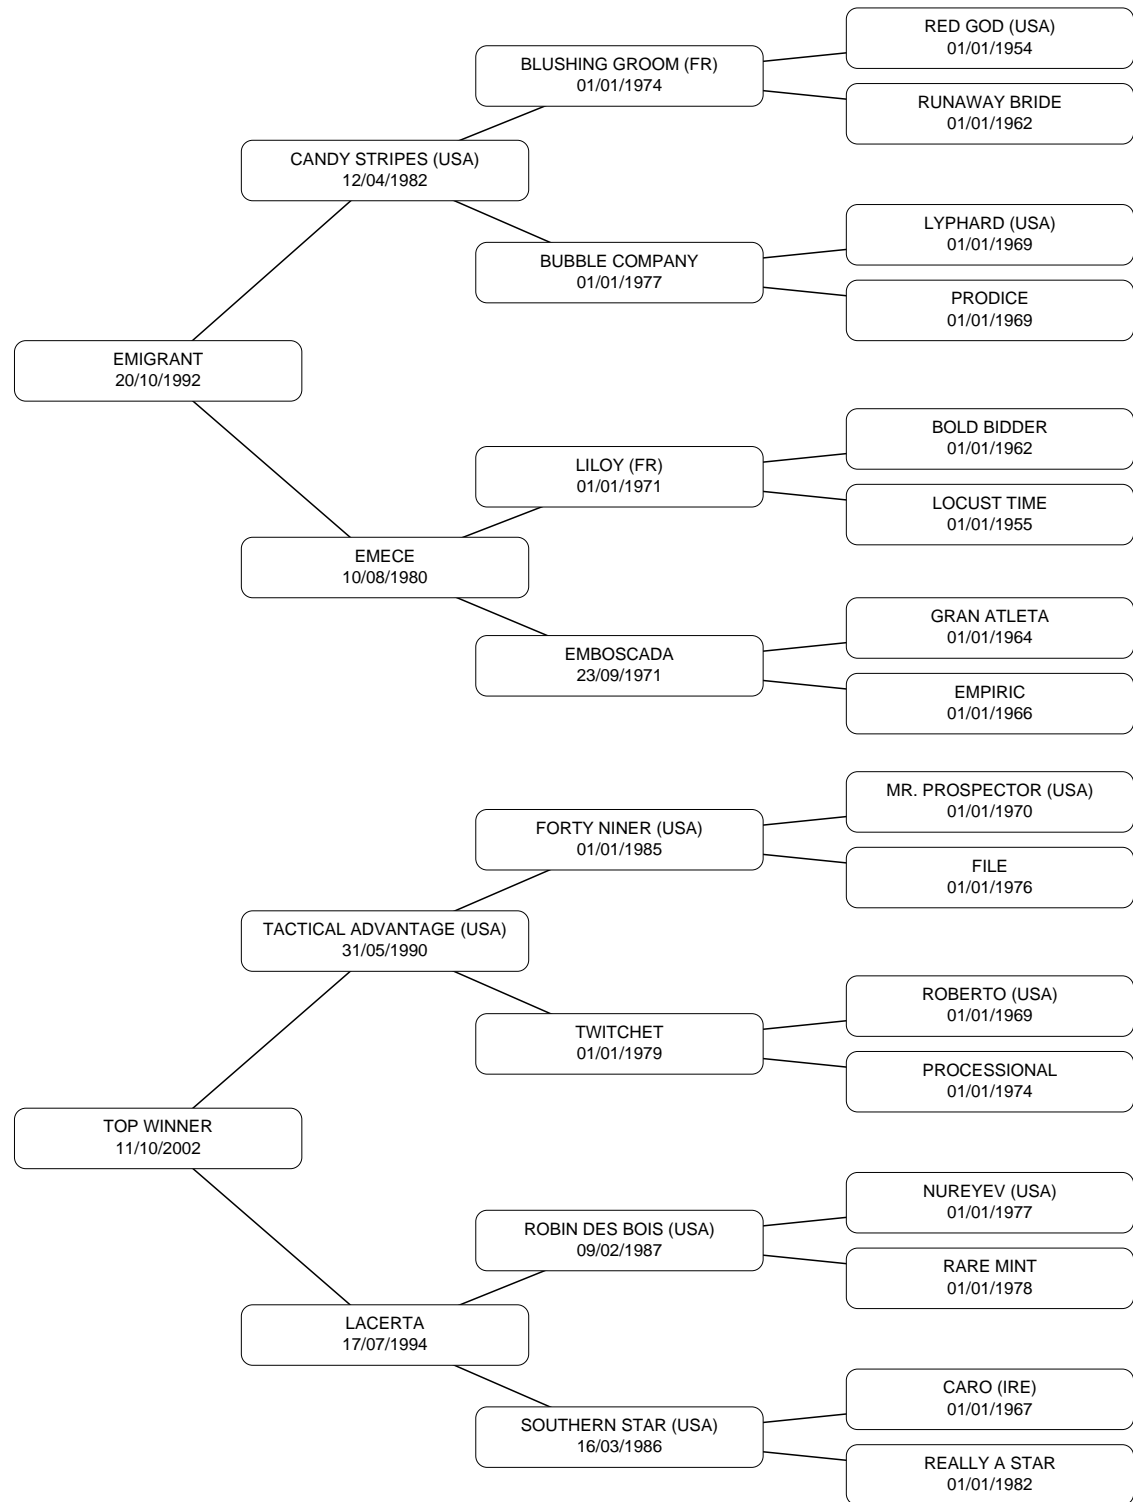 RED GOD (USA)
01/01/1954
BLUSHING GROOM (FR)
01/01/1974
RUNAWAY BRIDE
01/01/1962
CANDY STRIPES (USA)
12/04/1982
LYPHARD (USA)
01/01/1969
BUBBLE COMPANY
01/01/1977
PRODICE
01/01/1969
EMIGRANT
20/10/1992
BOLD BIDDER
01/01/1962
LILOY (FR)
01/01/1971
LOCUST TIME
01/01/1955
EMECE
10/08/1980
GRAN ATLETA
01/01/1964
EMBOSCADA
23/09/1971
EMPIRIC
01/01/1966
MR. PROSPECTOR (USA)
01/01/1970
FORTY NINER (USA)
01/01/1985
FILE
01/01/1976
TACTICAL ADVANTAGE (USA)
31/05/1990
ROBERTO (USA)
01/01/1969
TWITCHET
01/01/1979
PROCESSIONAL
01/01/1974
TOP WINNER
11/10/2002
NUREYEV (USA)
01/01/1977
ROBIN DES BOIS (USA)
09/02/1987
RARE MINT
01/01/1978
LACERTA
17/07/1994
CARO (IRE)
01/01/1967
SOUTHERN STAR (USA)
16/03/1986
REALLY A STAR
01/01/1982